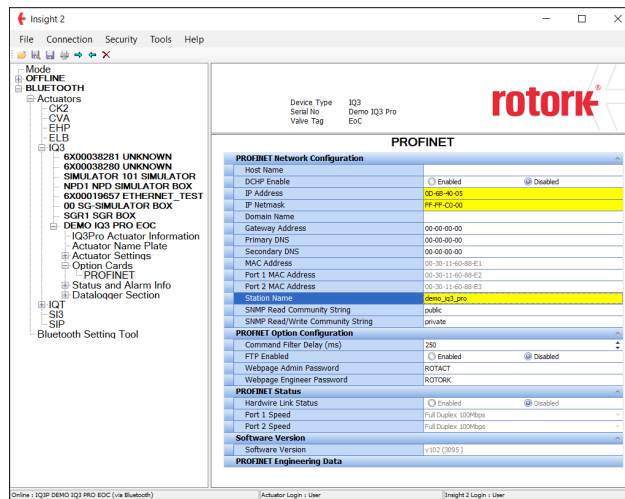 Insight 2
File Connection Security Tools Help
Mode
OFFLINE
BLUETOOTH
Actuators
CK2
CVA
EHP
ELB
IQ3
6X00038281 UNKNOWN
6X00038280 UNKNOWN
SIMULATOR 101 SIMULATOR
NPD1 NPD SIMULATOR BOX
6X00019657 ETHERNET_TEST
00 SG-SIMULATOR BOX
SGR1 SGR BOX
DEMO IQ3 PRO EOC
IQ3Pro Actuator Information
Actuator Name Plate
Actuator Settings
Option Cards
PROFINET
Status and Alarm Info
Datalogger Section
IQT
SI3
SIP
Bluetooth Setting Tool
Device Type IQ3
Serial No Demo IQ3 Pro
Valve Tag EoC
rotork®
PROFINET
PROFINET Network Configuration
Host Name
DCHP Enable Enabled Disabled
IP Address 0D-6B-40-05
IP Netmask FF-FF-C0-00
Domain Name
Gateway Address 00-00-00-00
Primary DNS 00-00-00-00
Secondary DNS 00-00-00-00
MAC Address 00-30-11-60-88-E1
Port 1 MAC Address 00-30-11-60-88-E2
Port 2 MAC Address 00-30-11-60-88-E3
Station Name demo_iq3_pro
SNMP Read Community String public
SNMP Read/Write Community String private
PROFINET Option Configuration
Command Filter Delay (ms) 250
FTP Enabled Enabled Disabled
Webpage Admin Password ROTACT
Webpage Engineer Password ROTORK
PROFINET Status
Hardwire Link Status Enabled Disabled
Port 1 Speed Full Duplex 100Mbps
Port 2 Speed Full Duplex 100Mbps
Software Version
Software Version v102 (3095 )
PROFINET Engineering Data
Online : IQ3P DEMO IQ3 PRO EOC (via Bluetooth) Actuator Login : User Insight 2 Login : User